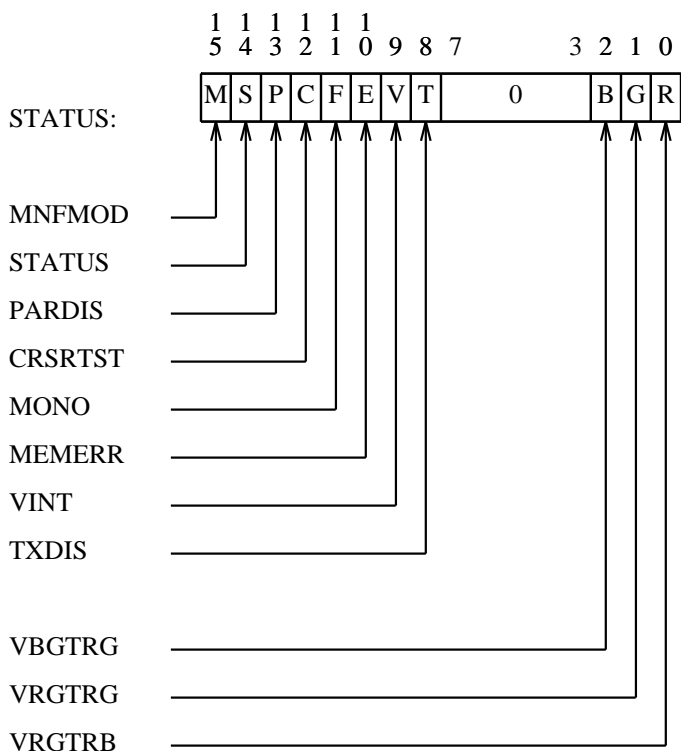 1 1 1 1 1 1
5 4 3 2 1 0 9 8 7 3 2 1 0
M S P C F E V T 0 B G R
STATUS:
MNFMOD
STATUS
PARDIS
CRSRTST
MONO
MEMERR
VINT
TXDIS
VBGTRG
VRGTRG
VRGTRB